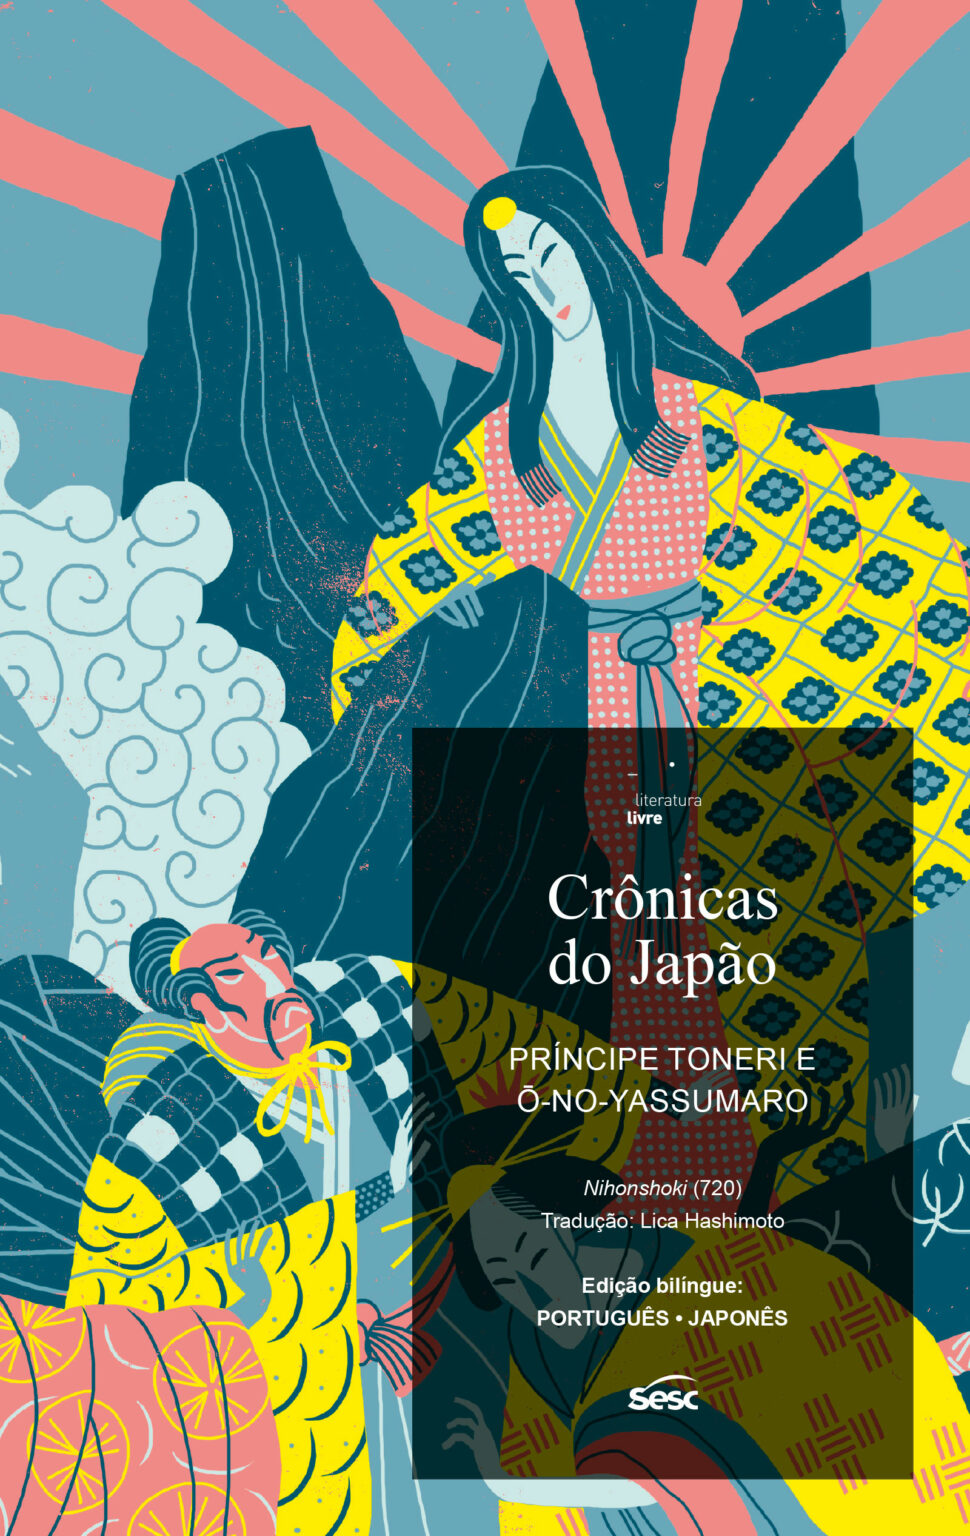 literatura
livre
Crônicas
do Japão
PRÍNCIPE TONERI E
Ō-NO-YASSUMARO
Nihonshoki (720)
Tradução: Lica Hashimoto
Edição bilíngue:
PORTUGUÊS • JAPONÊS
Sesc